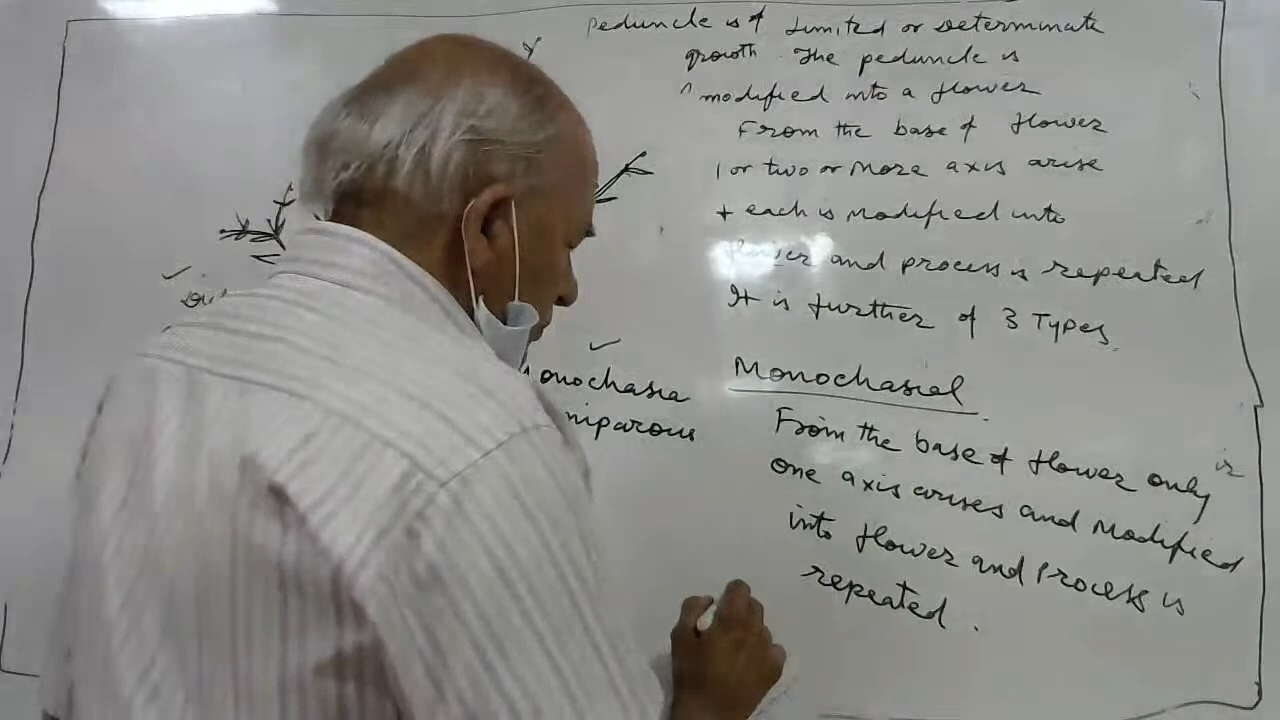 Peduncle is of Limited or Determinate
growth The peduncle is
^ modified into a flower
From the base of flower
1 or two or More axis arise
+ each is Modified into
flower and process is repeated
It is further of 3 Types.
Monochasial
From the base of flower only
one axis arises and Modified is
into flower and Process is
repeated.
onochasia
niparous